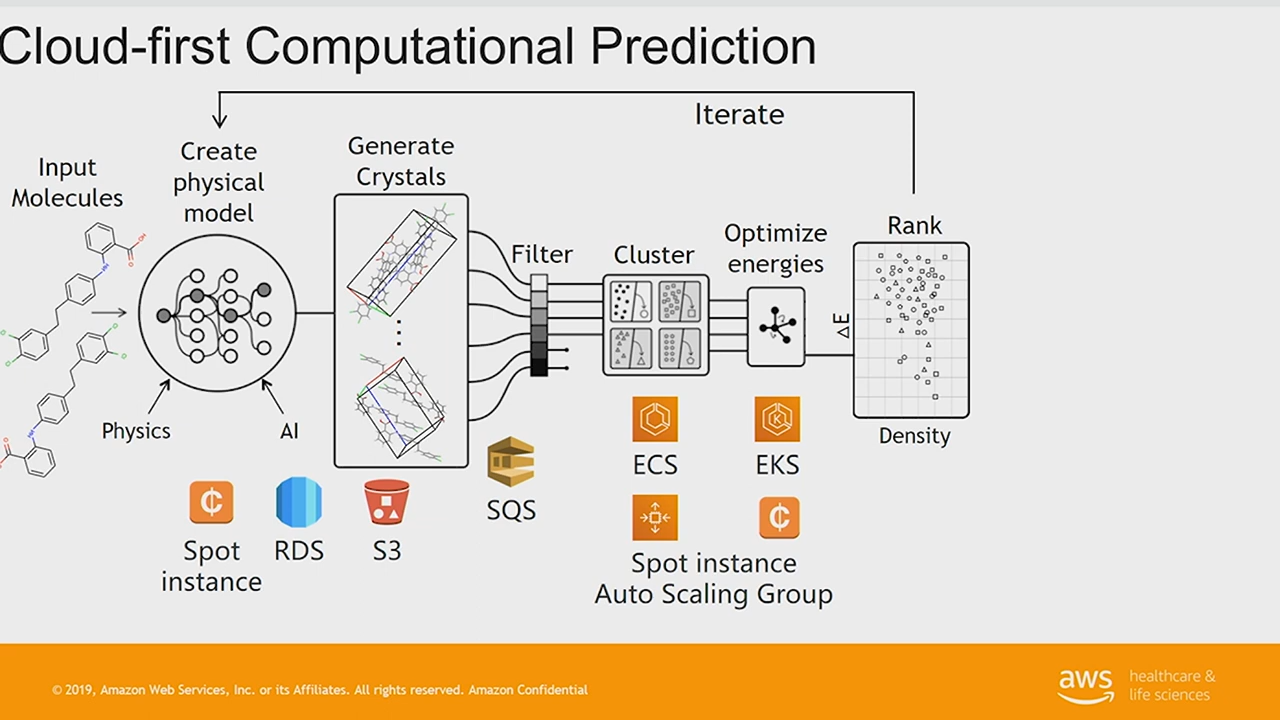 Cloud-first Computational Prediction
Iterate
Input
Molecules
Create
physical
model
Generate
Crystals
Filter
Cluster
Optimize
energies
Rank
ΔE
Density
Physics
AI
Spot
instance
RDS
S3
SQS
ECS
EKS
Spot instance
Auto Scaling Group
© 2019, Amazon Web Services, Inc. or its Affiliates. All rights reserved. Amazon Confidential
aws
healthcare &
life sciences